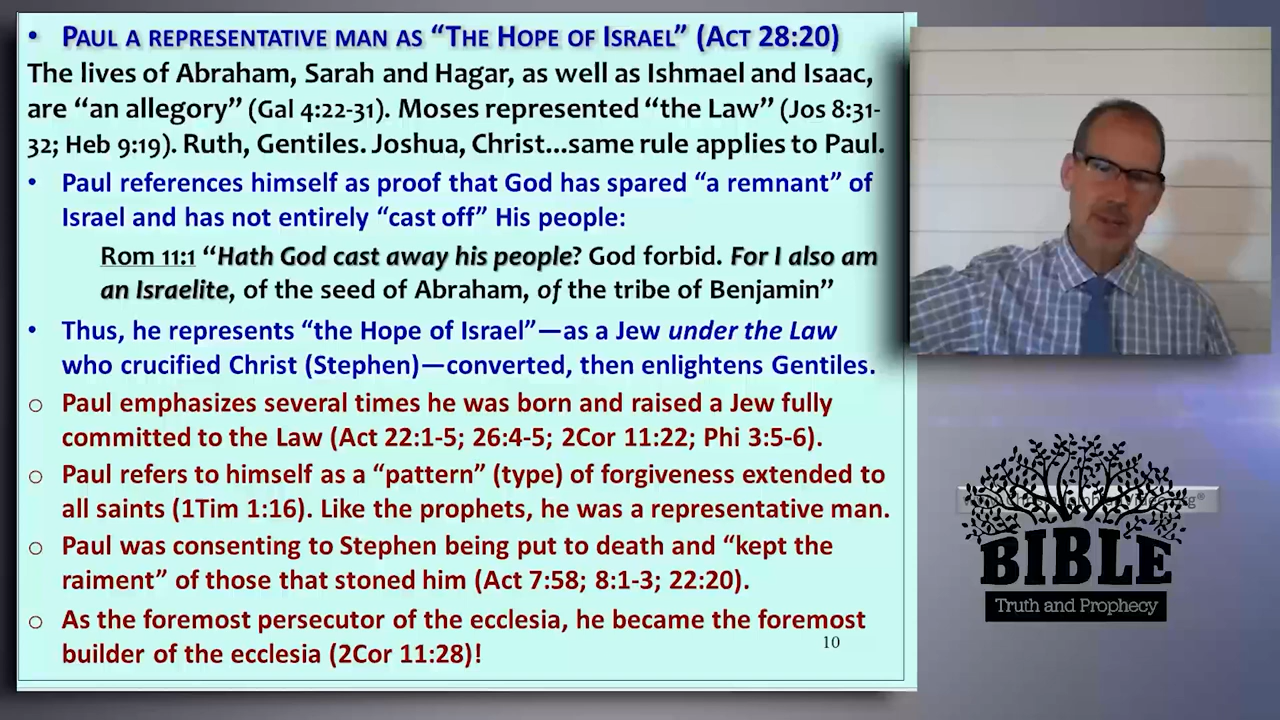 • PAUL A REPRESENTATIVE MAN AS “THE HOPE OF ISRAEL” (ACT 28:20)
The lives of Abraham, Sarah and Hagar, as well as Ishmael and Isaac,
are “an allegory” (Gal 4:22-31). Moses represented “the Law” (Jos 8:31-
32; Heb 9:19). Ruth, Gentiles. Joshua, Christ...same rule applies to Paul.
• Paul references himself as proof that God has spared “a remnant” of
Israel and has not entirely “cast off” His people:
Rom 11:1 “Hath God cast away his people? God forbid. For I also am
an Israelite, of the seed of Abraham, of the tribe of Benjamin”
• Thus, he represents “the Hope of Israel”—as a Jew under the Law
who crucified Christ (Stephen)—converted, then enlightens Gentiles.
o Paul emphasizes several times he was born and raised a Jew fully
committed to the Law (Act 22:1-5; 26:4-5; 2Cor 11:22; Phi 3:5-6).
o Paul refers to himself as a “pattern” (type) of forgiveness extended to
all saints (1Tim 1:16). Like the prophets, he was a representative man.
o Paul was consenting to Stephen being put to death and “kept the
raiment” of those that stoned him (Act 7:58; 8:1-3; 22:20).
o As the foremost persecutor of the ecclesia, he became the foremost
builder of the ecclesia (2Cor 11:28)!
10
BIBLE
Truth and Prophecy